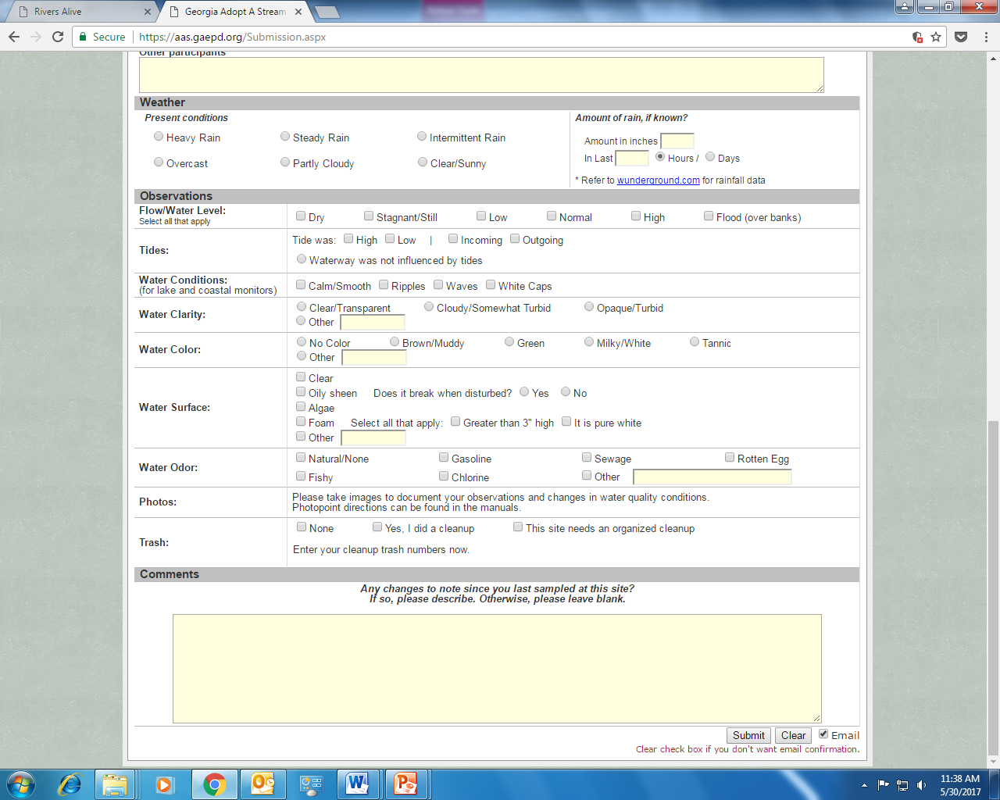 Rivers Alive
Georgia Adopt A Stream
Secure
https://aas.gaepd.org/Submission.aspx
Other participants
Weather
Present conditions
Amount of rain, if known?
Heavy Rain Steady Rain Intermittent Rain
Amount in inches
In Last Hours / Days
Overcast Partly Cloudy Clear/Sunny
* Refer to wunderground.com for rainfall data
Observations
Flow/Water Level:
Select all that apply
Dry Stagnant/Still Low Normal High Flood (over banks)
Tides:
Tide was: High Low | Incoming Outgoing
Waterway was not influenced by tides
Water Conditions:
(for lake and coastal monitors)
Calm/Smooth Ripples Waves White Caps
Water Clarity:
Clear/Transparent Cloudy/Somewhat Turbid Opaque/Turbid
Other
Water Color:
No Color Brown/Muddy Green Milky/White Tannic
Other
Water Surface:
Clear
Oily sheen Does it break when disturbed? Yes No
Algae
Foam Select all that apply: Greater than 3" high It is pure white
Other
Water Odor:
Natural/None Gasoline Sewage Rotten Egg
Fishy Chlorine Other
Photos:
Please take images to document your observations and changes in water quality conditions.
Photopoint directions can be found in the manuals.
Trash:
None Yes, I did a cleanup This site needs an organized cleanup
Enter your cleanup trash numbers now.
Comments
Any changes to note since you last sampled at this site?
If so, please describe. Otherwise, please leave blank.
Submit Clear Email
Clear check box if you don't want email confirmation.
11:38 AM
5/30/2017